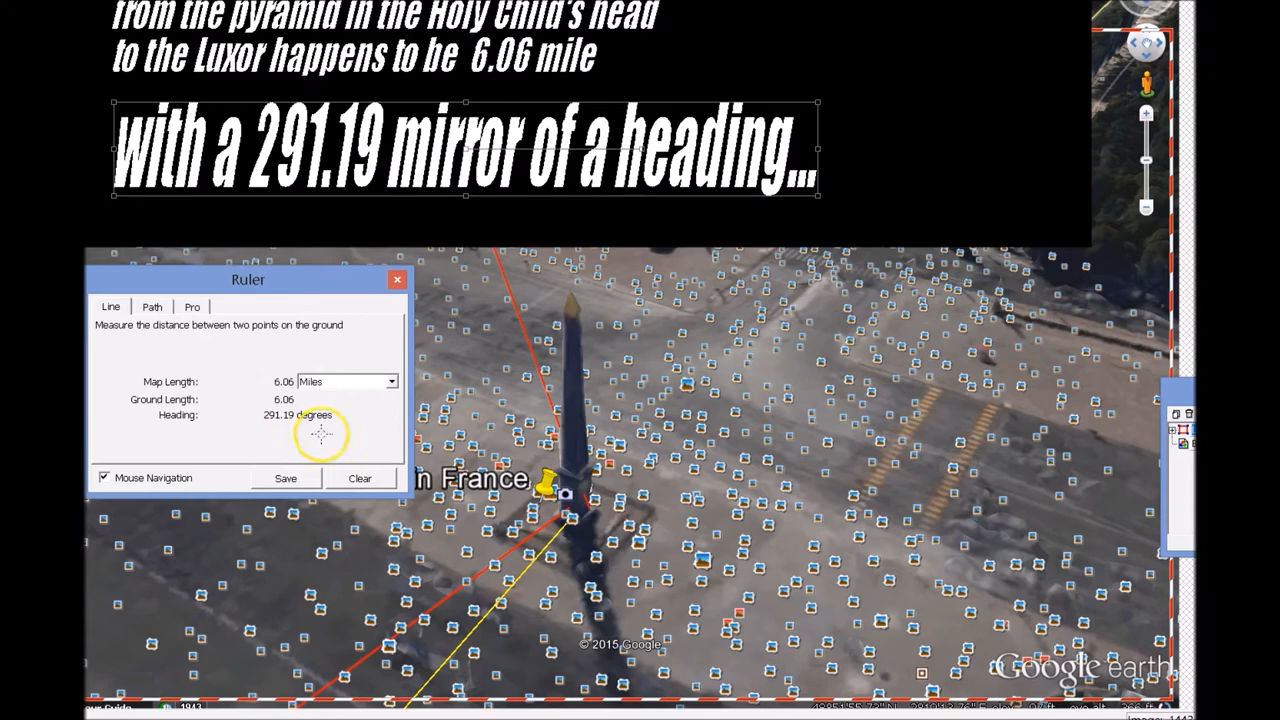 from the pyramid in the Holy Child's head
to the Luxor happens to be 6.06 mile
with a 291.19 mirror of a heading...
Ruler
Line Path Pro
Measure the distance between two points on the ground
Map Length: 6.06 Miles
Ground Length: 6.06
Heading: 291.19 degrees
Mouse Navigation Save Clear
in France
© 2015 Google
Google earth
1943